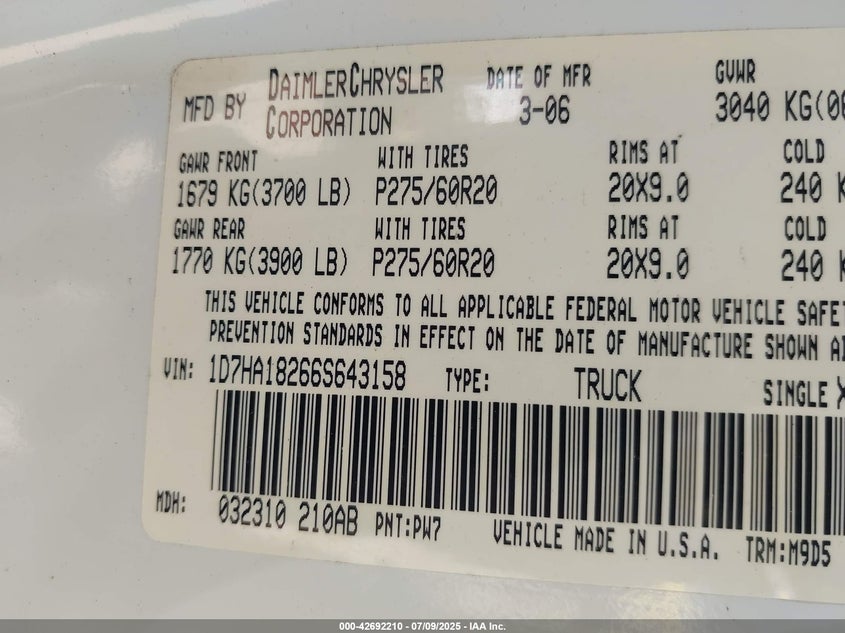 MFD BY DAIMLERCHRYSLER CORPORATION DATE OF MFR 3-06 GVWR 3040 KG(
GAWR FRONT WITH TIRES RIMS AT COLD
1679 KG(3700 LB) P275/60R20 20X9.0 240
GAWR REAR WITH TIRES RIMS AT COLD
1770 KG(3900 LB) P275/60R20 20X9.0 240
THIS VEHICLE CONFORMS TO ALL APPLICABLE FEDERAL MOTOR VEHICLE SAFE
PREVENTION STANDARDS IN EFFECT ON THE DATE OF MANUFACTURE SHOWN
VIN: 1D7HA18266S643158 TYPE: TRUCK SINGLE X
MDH: 032310 210AB PNT:PW7 VEHICLE MADE IN U.S.A. TRM:M9D5
000-42692210 - 07/09/2025 - IAA Inc.